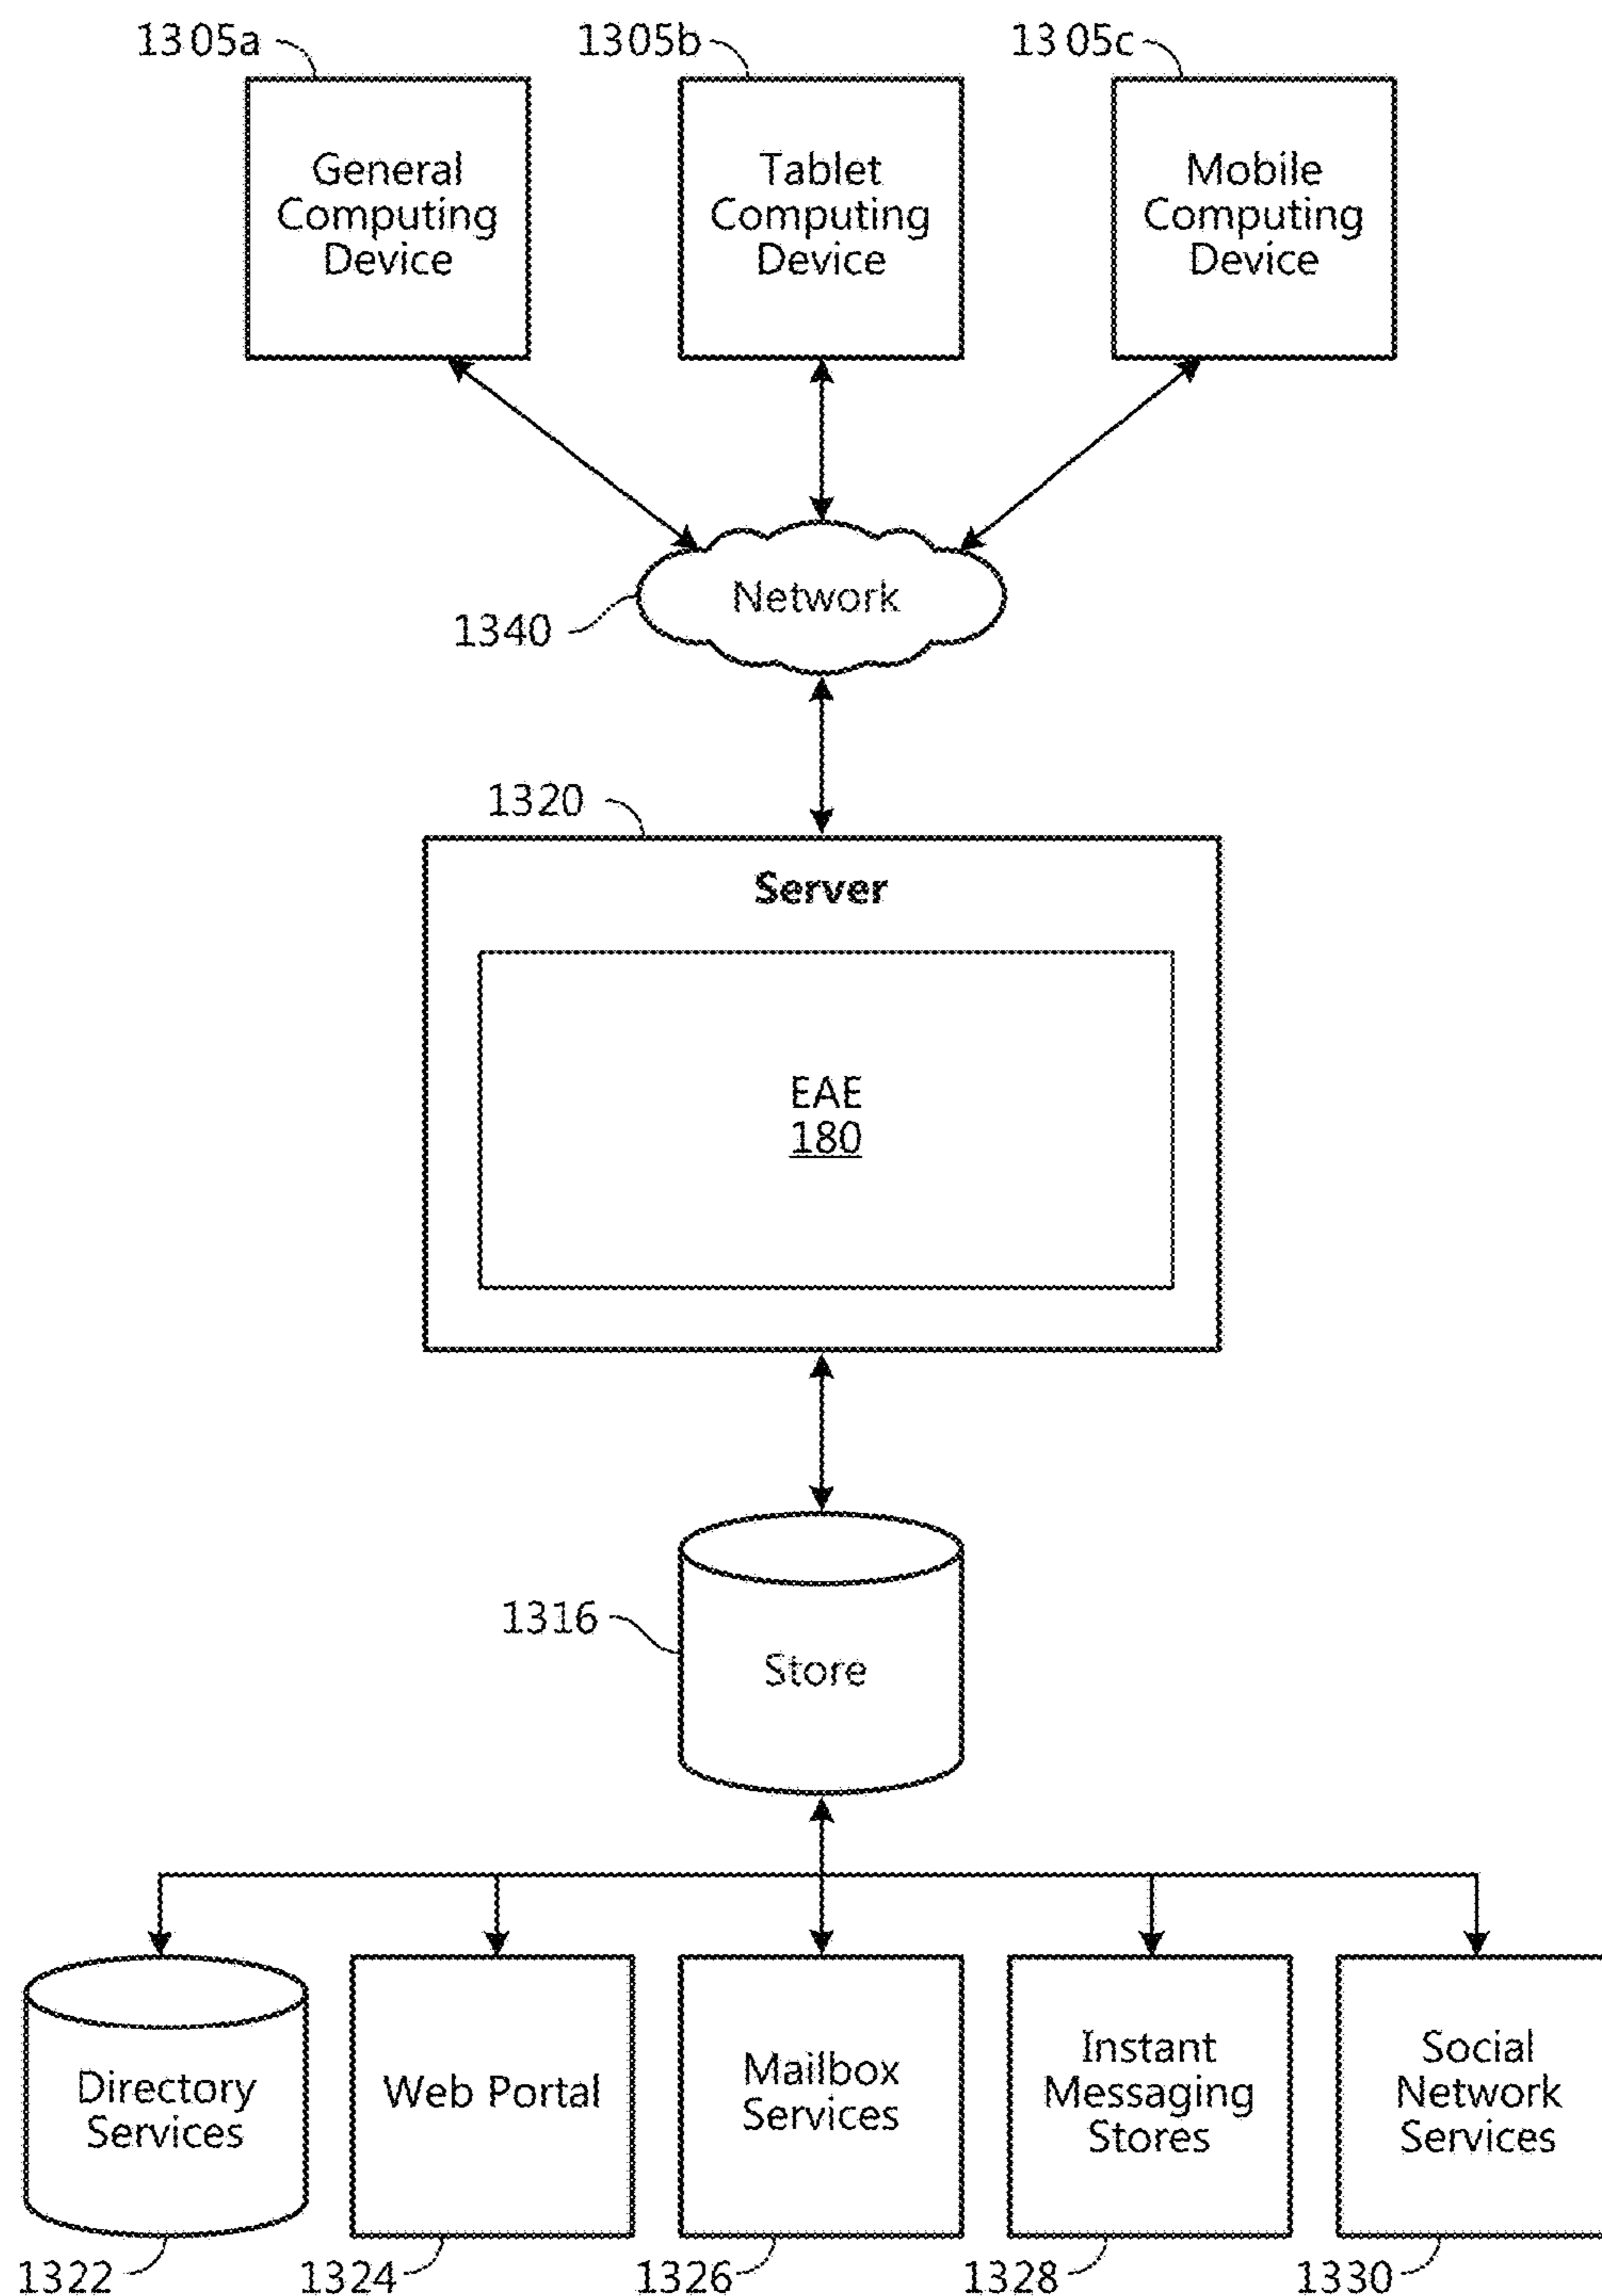 1305a
1305b
1305c
General
Computing
Device
Tablet
Computing
Device
Mobile
Computing
Device
Network
1340
1320
Server
EAE
180
1316
Store
Directory
Services
Web Portal
Mailbox
Services
Instant
Messaging
Stores
Social
Network
Services
1322
1324
1326
1328
1330